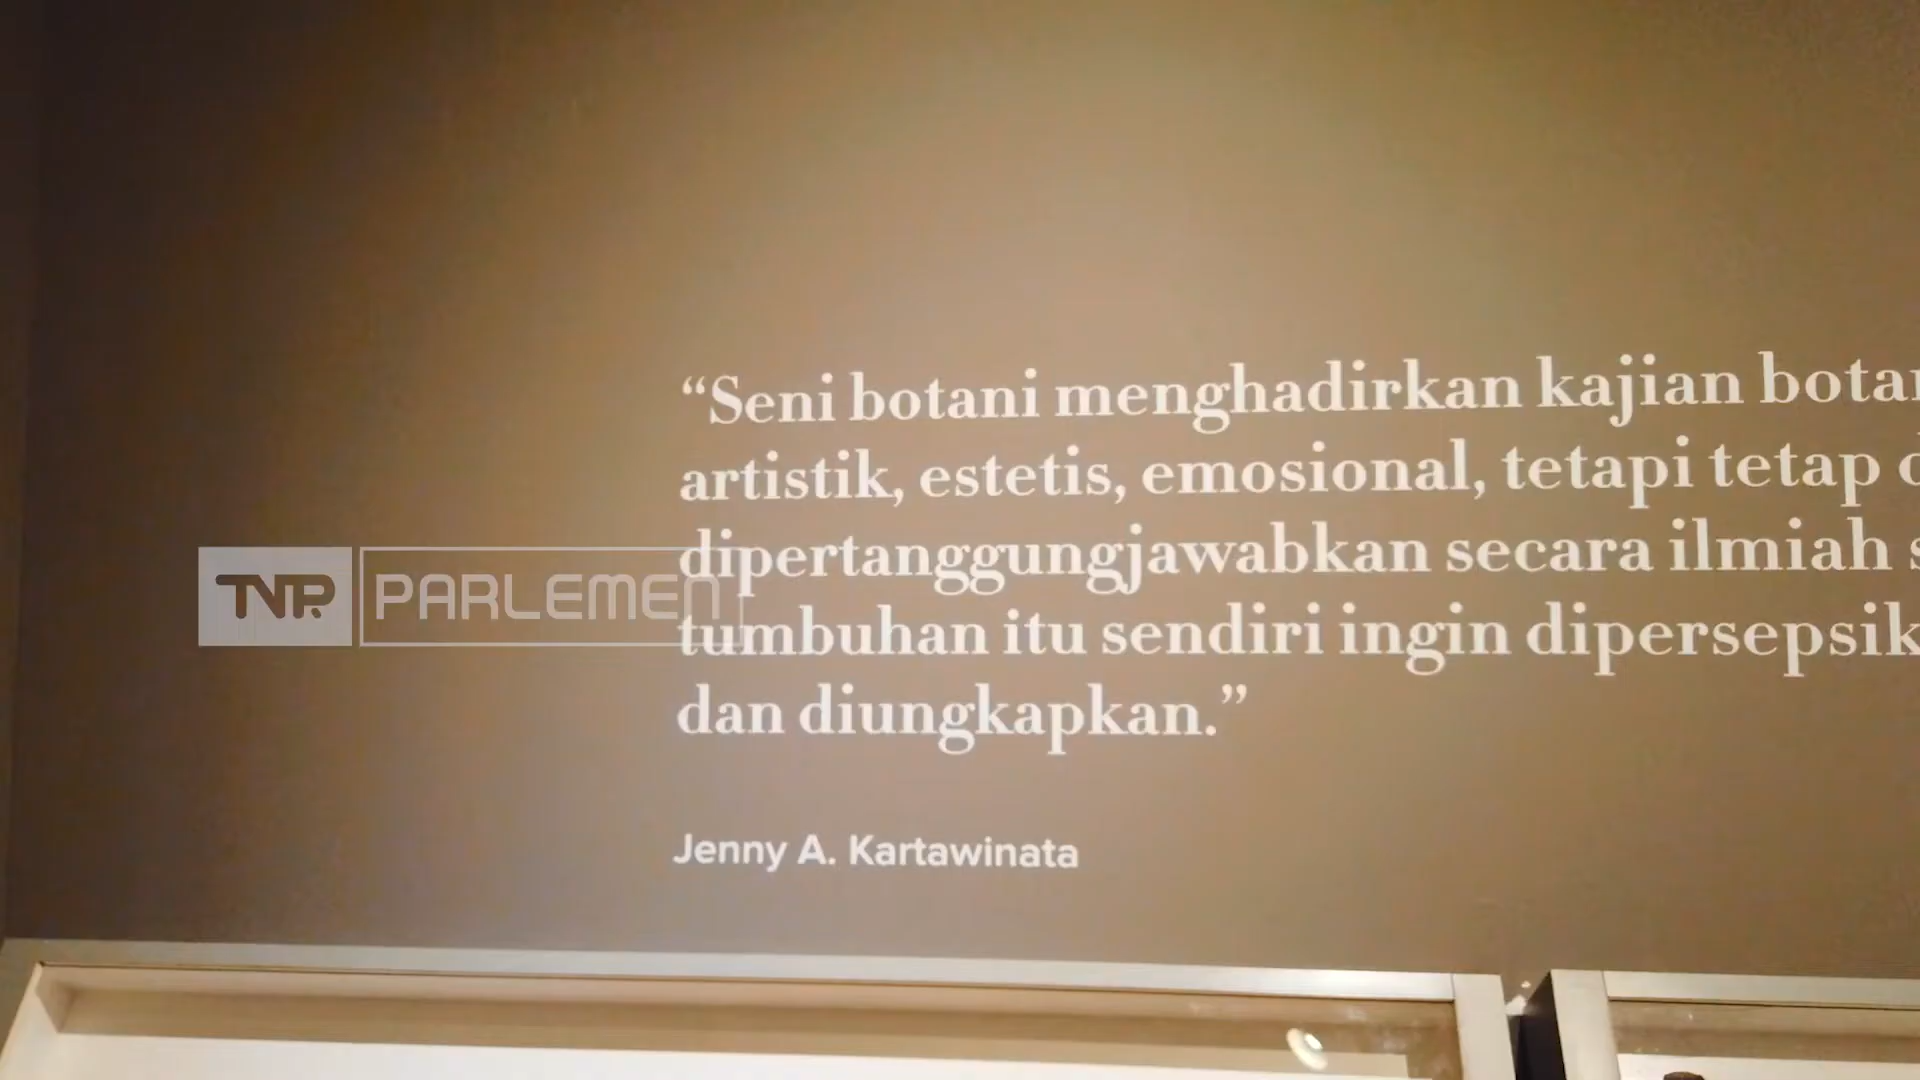 “Seni botani menghadirkan kajian
artistik, estetis, emosional, tetapi tetap
dipertanggungjawabkan secara ilmiah
tumbuhan itu sendiri ingin
dan diungkapkan.”
Jenny A. Kartawinata
TVR PARLEMEN